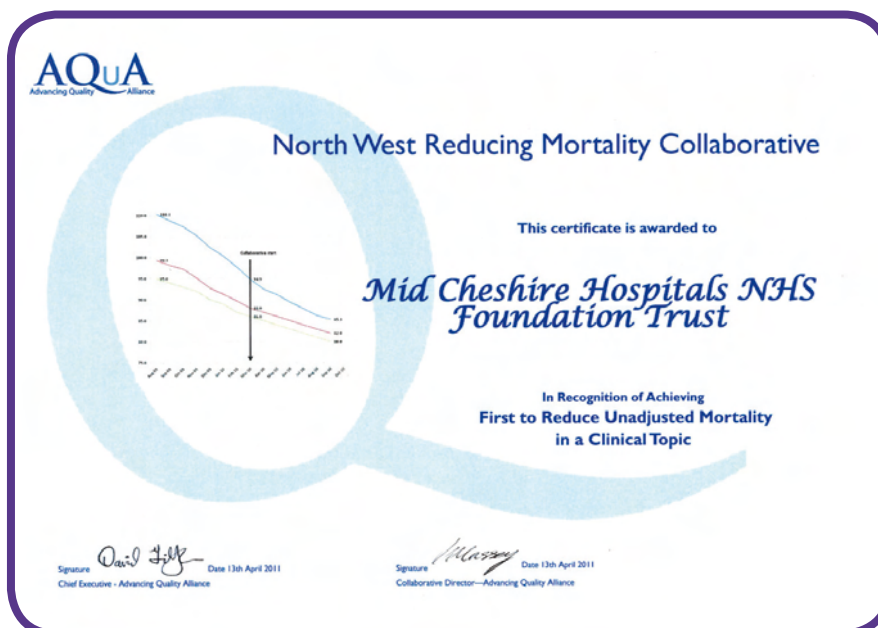 AQuA
Advancing Quality Alliance
North West Reducing Mortality Collaborative
This certificate is awarded to
Mid Cheshire Hospitals NHS
Foundation Trust
Collaborative start
In Recognition of Achieving
First to Reduce Unadjusted Mortality
in a Clinical Topic
Signature Date 13th April 2011
Chief Executive - Advancing Quality Alliance
Signature Date 13th April 2011
Collaborative Director—Advancing Quality Alliance